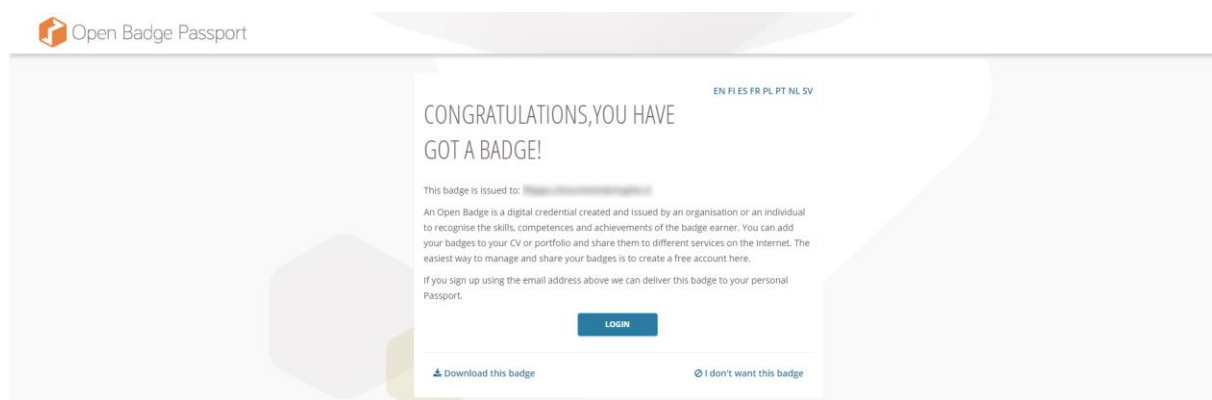 Open Badge Passport
EN FI ES FR PL PT NL SV
CONGRATULATIONS,YOU HAVE
GOT A BADGE!
This badge is issued to:
An Open Badge is a digital credential created and issued by an organisation or an individual
to recognise the skills, competences and achievements of the badge earner. You can add
your badges to your CV or portfolio and share them to different services on the Internet. The
easiest way to manage and share your badges is to create a free account here.
If you sign up using the email address above we can deliver this badge to your personal
Passport.
LOGIN
Download this badge
I don't want this badge